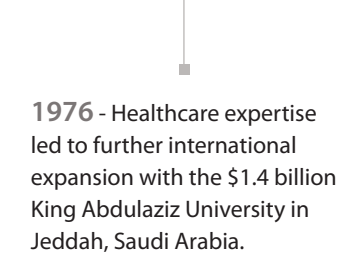 1976 - Healthcare expertise
led to further international
expansion with the $1.4 billion
King Abdulaziz University in
Jeddah, Saudi Arabia.